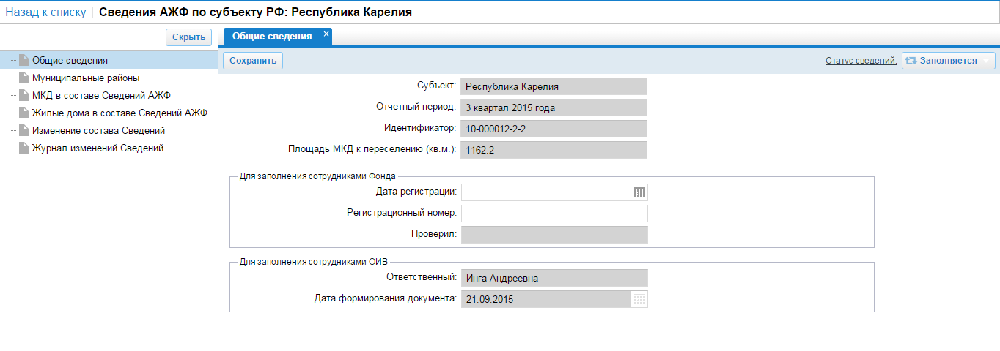 Назад к списку Сведения АЖФ по субъекту РФ: Республика Карелия
Скрыть
Общие сведения
Муниципальные районы
МКД в составе Сведений АЖФ
Жилые дома в составе Сведений АЖФ
Изменение состава Сведений
Журнал изменений Сведений
Общие сведения
Сохранить
Статус сведений: Заполняется
Субъект: Республика Карелия
Отчетный период: 3 квартал 2015 года
Идентификатор: 10-000012-2-2
Площадь МКД к переселению (кв.м.): 1162.2
Для заполнения сотрудниками Фонда
Дата регистрации:
Регистрационный номер:
Проверил:
Для заполнения сотрудниками ОИВ
Ответственный: Инга Андреевна
Дата формирования документа: 21.09.2015